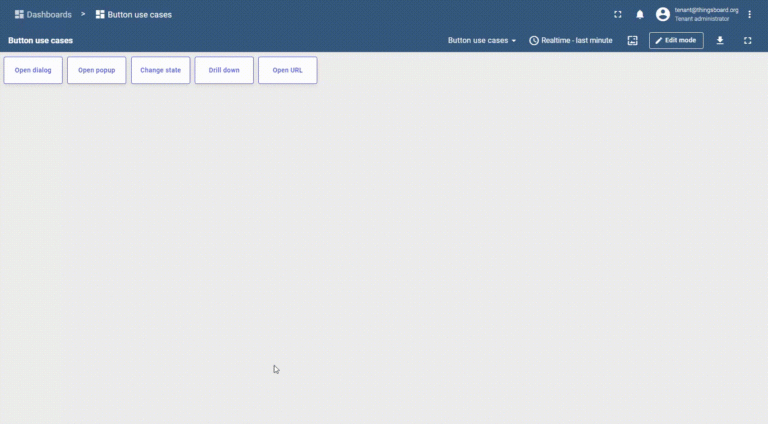 Dashboards > Button use cases
tenant@thingsboard.org
Tenant administrator
Button use cases Button use cases Realtime - last minute Edit mode
Open dialog Open popup Change state Drill down Open URL